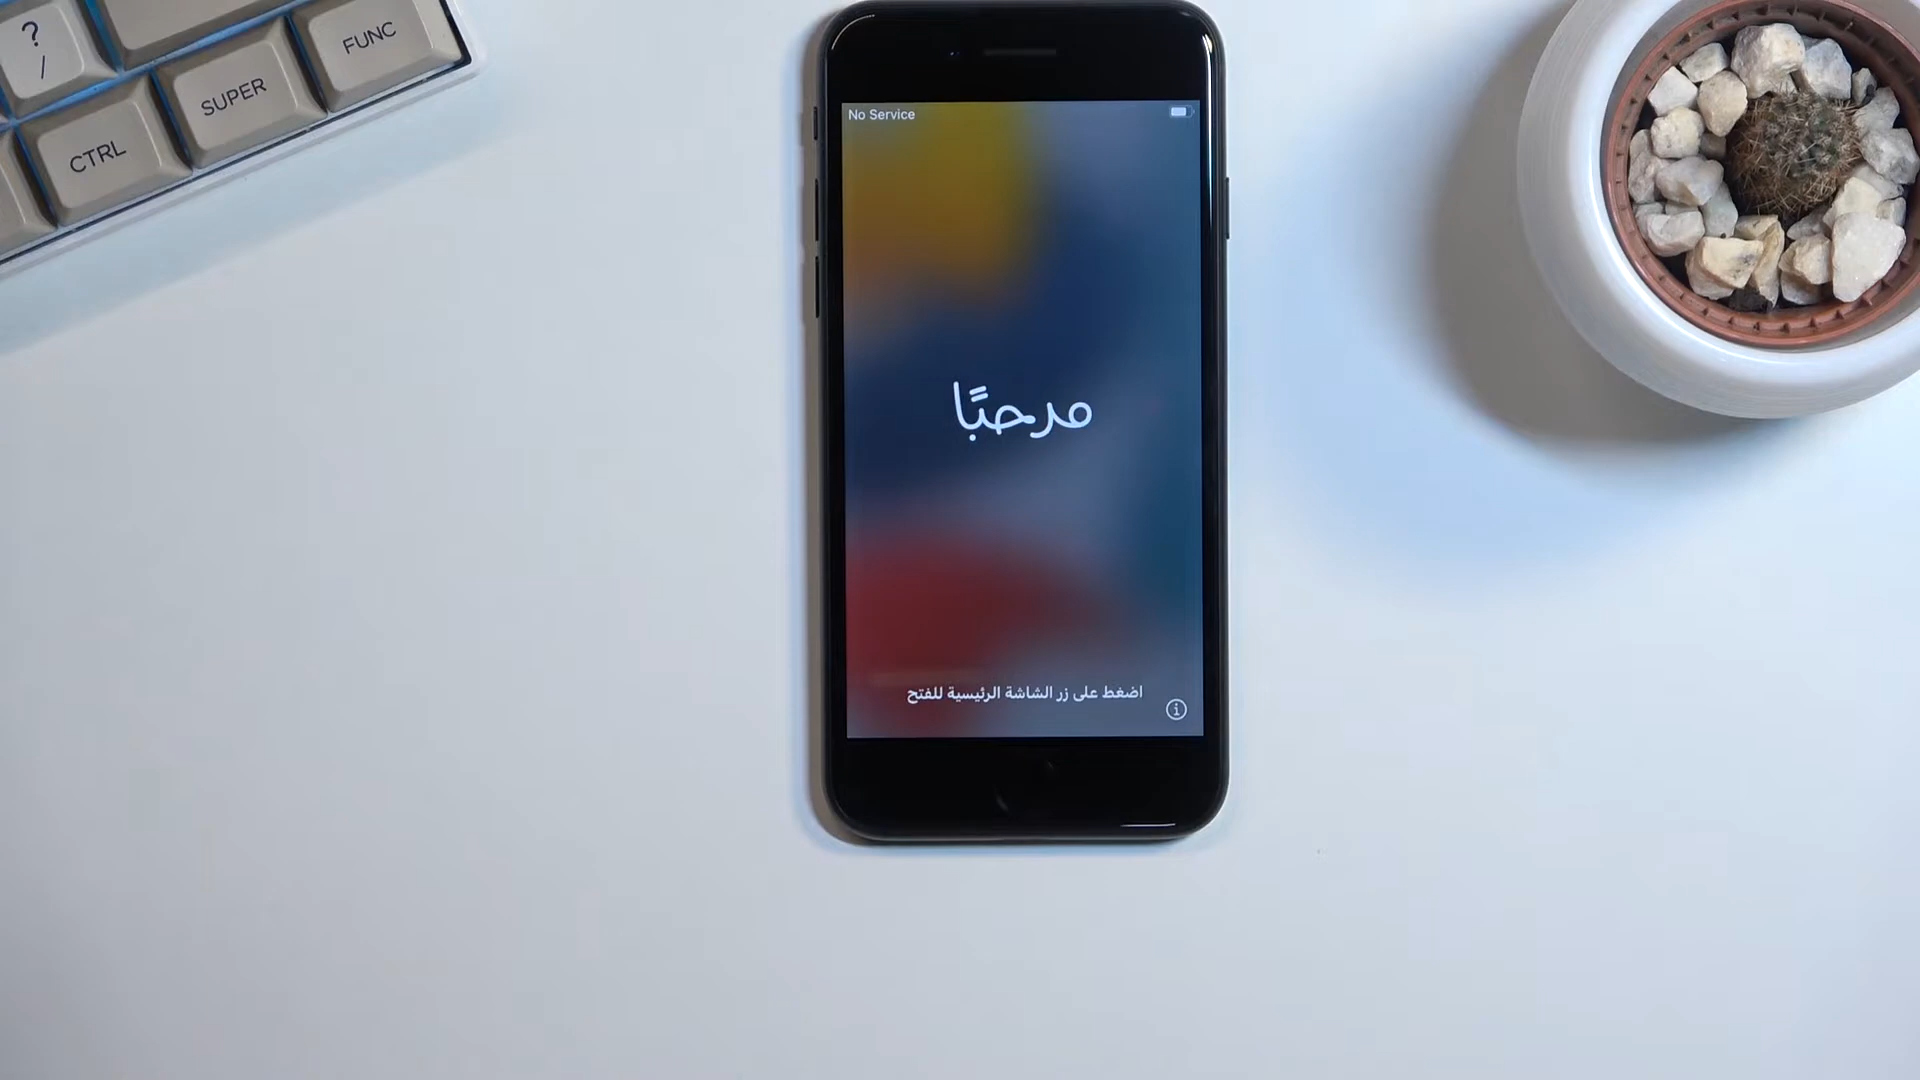 ?
/
FUNC
SUPER
CTRL
No Service
مرحبًا
اضغط على زر الشاشة الرئيسية للفتح